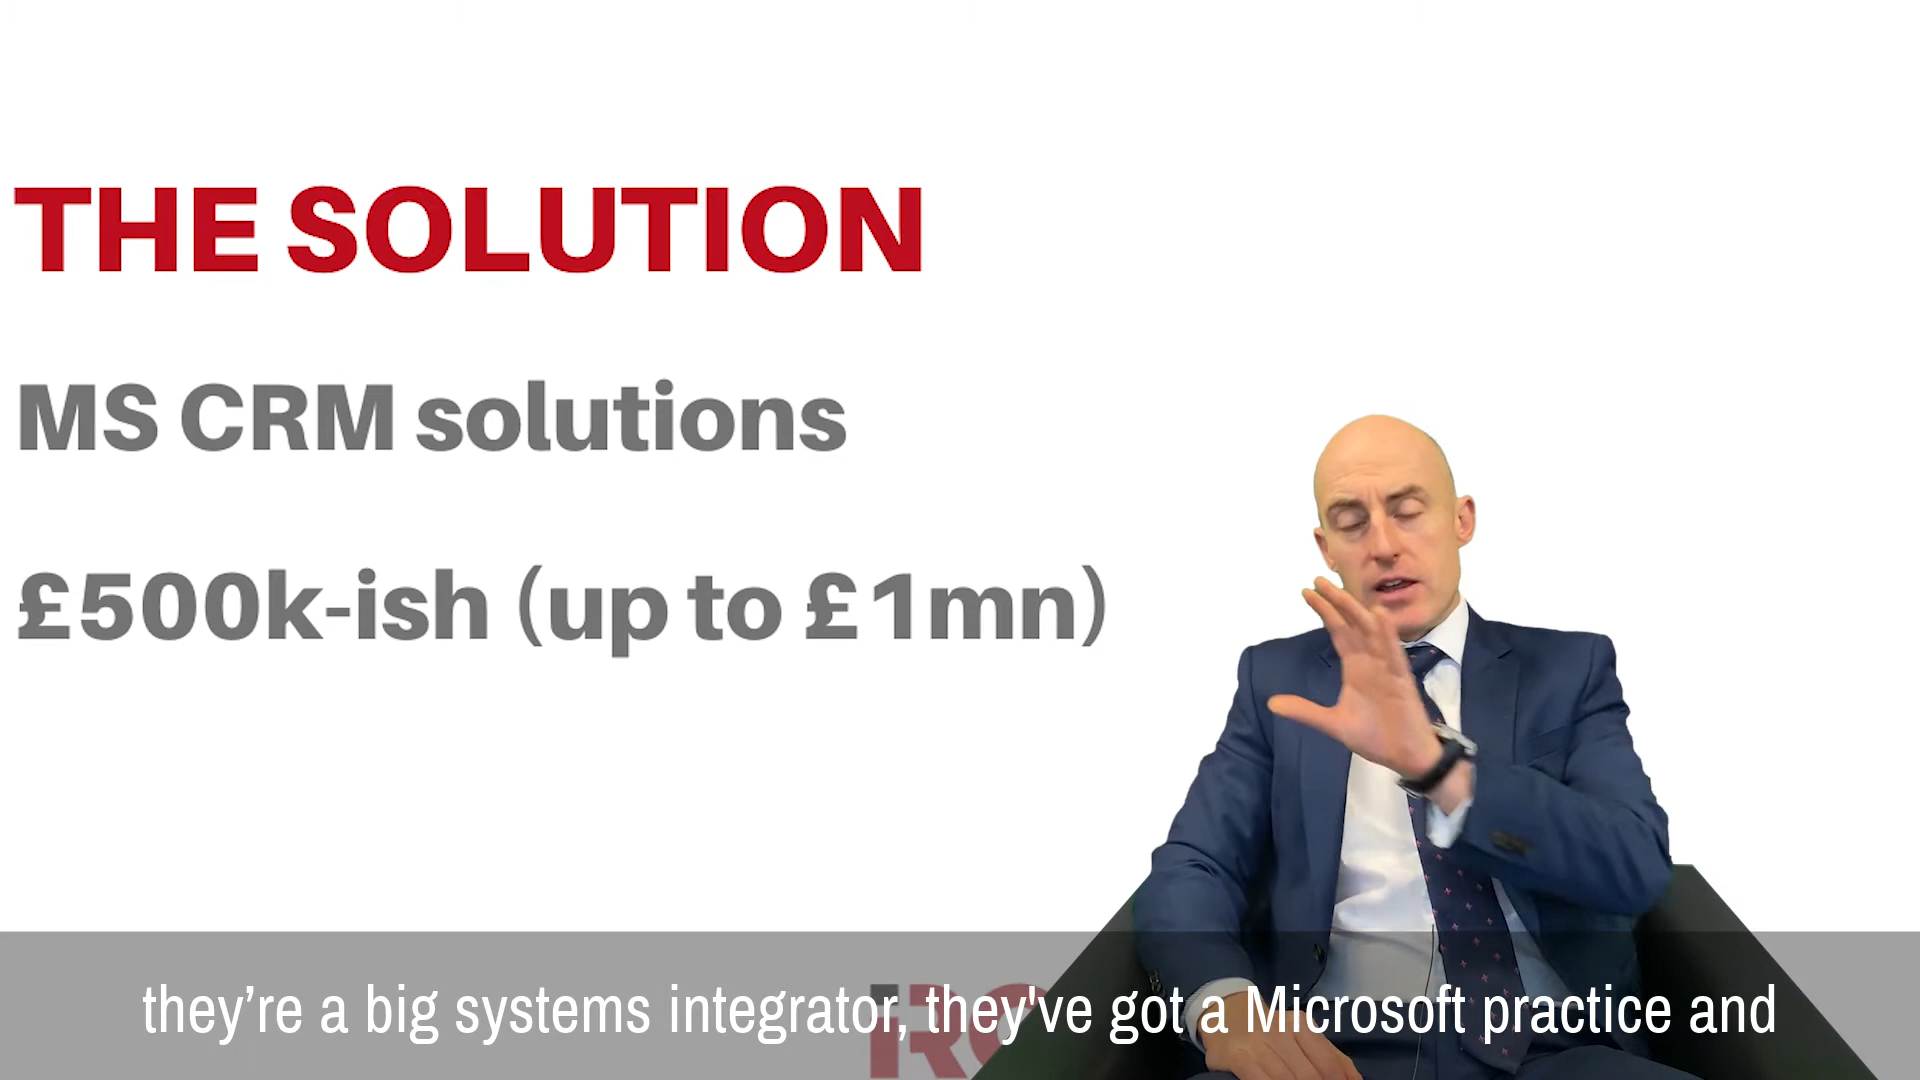 THE SOLUTION
MS CRM solutions
£500k-ish (up to £1mn)
they’re a big systems integrator, they've got a Microsoft practice and